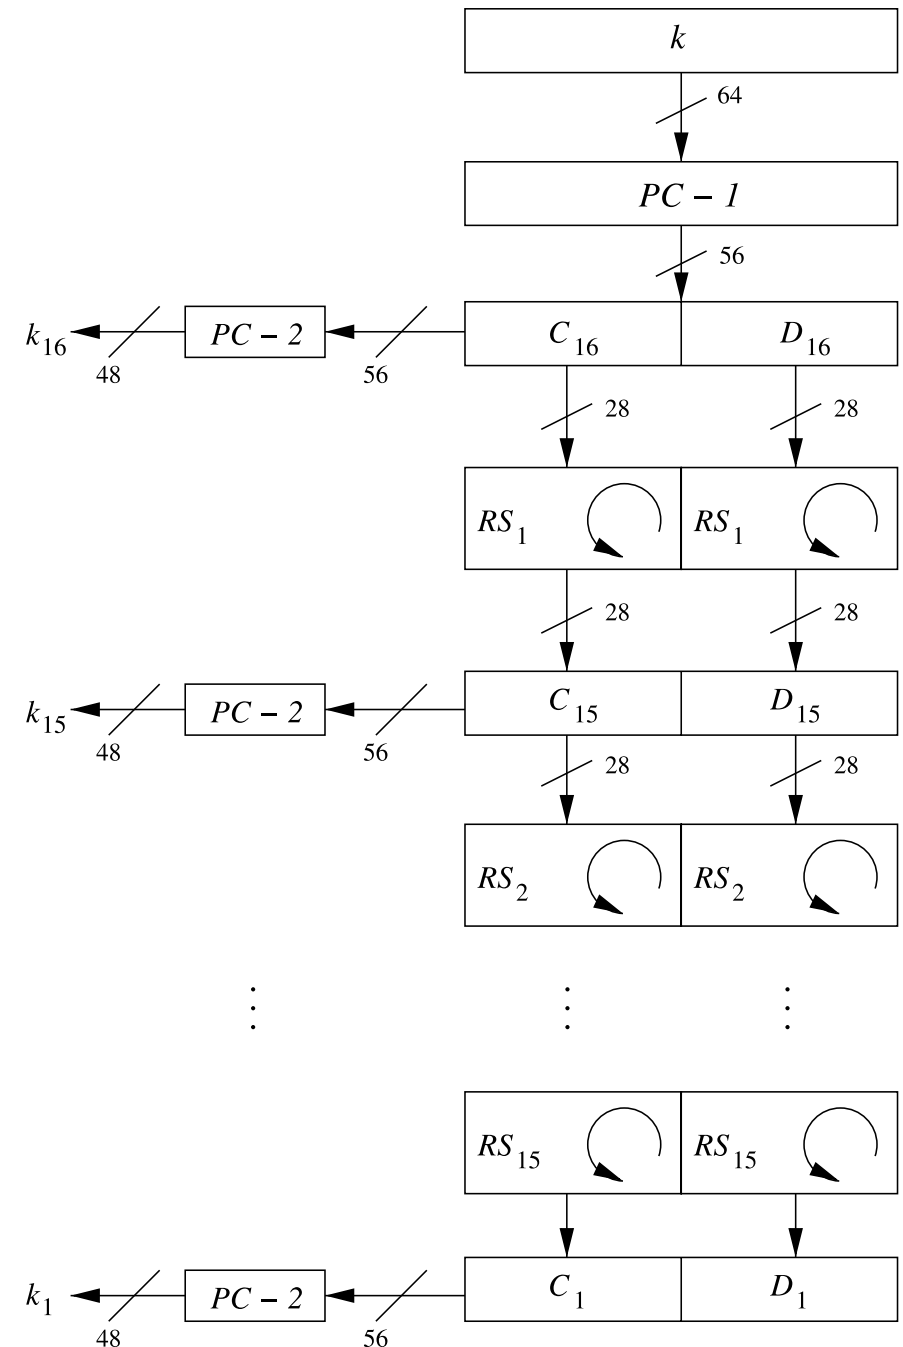 k
64
PC – 1
56
k16 48 PC – 2 56 C16 D16
28 28
RS1 RS1
28 28
k15 48 PC – 2 56 C15 D15
28 28
RS2 RS2
⋮ ⋮ ⋮
RS15 RS15
k1 48 PC – 2 56 C1 D1